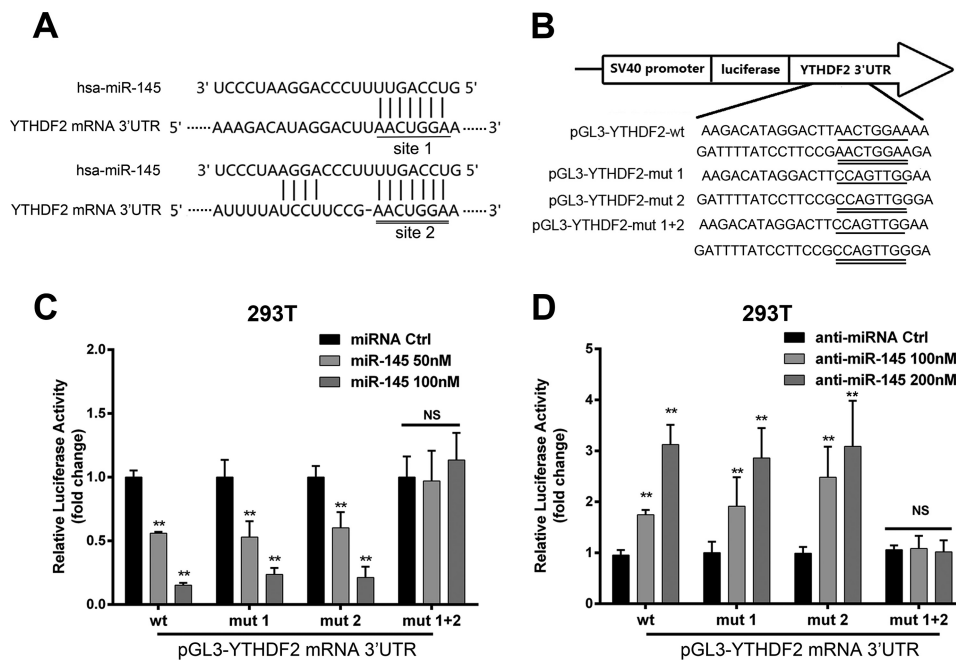 A
hsa-miR-145 3' UCCCUAAGGACCCUUUUGACCUG 5'
YTHDF2 mRNA 3'UTR 5' ······AAAGACAUAGGACUUAACUGGAA······ 3'
site 1
hsa-miR-145 3' UCCCUAAGGACCCUUUUGACCUG 5'
YTHDF2 mRNA 3'UTR 5' ······AUUUUAUCCUUCCG-AACUGGAA······ 3'
site 2
B
SV40 promoter luciferase YTHDF2 3'UTR
pGL3-YTHDF2-wt AAGACATAGGACTTAACTGGAAAA
GATTTTATCCTTCCGAACTGGAAGA
pGL3-YTHDF2-mut 1 AAGACATAGGACTTCCAGTTGGAA
pGL3-YTHDF2-mut 2 GATTTTATCCTTCCGCCAGTTGGGA
pGL3-YTHDF2-mut 1+2 AAGACATAGGACTTCCAGTTGGAA
GATTTTATCCTTCCGCCAGTTGGGA
C
293T
miRNA Ctrl
miR-145 50nM
miR-145 100nM
Relative Luciferase Activity
(fold change)
2.0
1.5
1.0
0.5
0.0
** ** ** ** ** ** NS
wt mut 1 mut 2 mut 1+2
pGL3-YTHDF2 mRNA 3'UTR
D
293T
anti-miRNA Ctrl
anti-miR-145 100nM
anti-miR-145 200nM
Relative Luciferase Activity
(fold change)
5
4
3
2
1
0
** ** ** ** ** ** NS
wt mut 1 mut 2 mut 1+2
pGL3-YTHDF2 mRNA 3'UTR